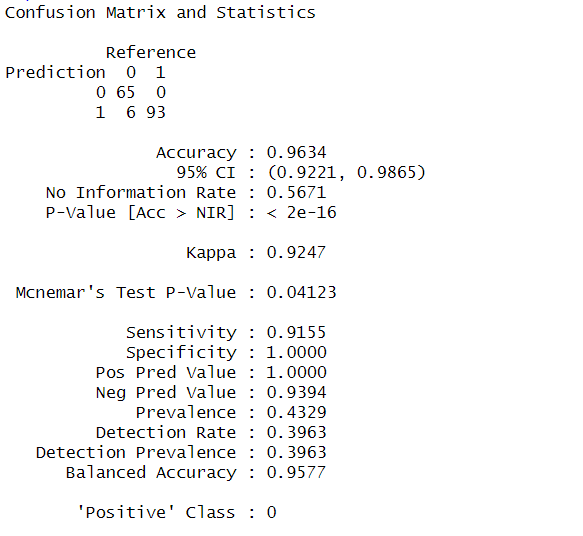 Confusion Matrix and Statistics
Reference
Prediction 0 1
0 65 0
1 6 93
Accuracy : 0.9634
95% CI : (0.9221, 0.9865)
No Information Rate : 0.5671
P-Value [Acc > NIR] : < 2e-16
Kappa : 0.9247
Mcnemar's Test P-Value : 0.04123
Sensitivity : 0.9155
Specificity : 1.0000
Pos Pred Value : 1.0000
Neg Pred Value : 0.9394
Prevalence : 0.4329
Detection Rate : 0.3963
Detection Prevalence : 0.3963
Balanced Accuracy : 0.9577
'Positive' Class : 0